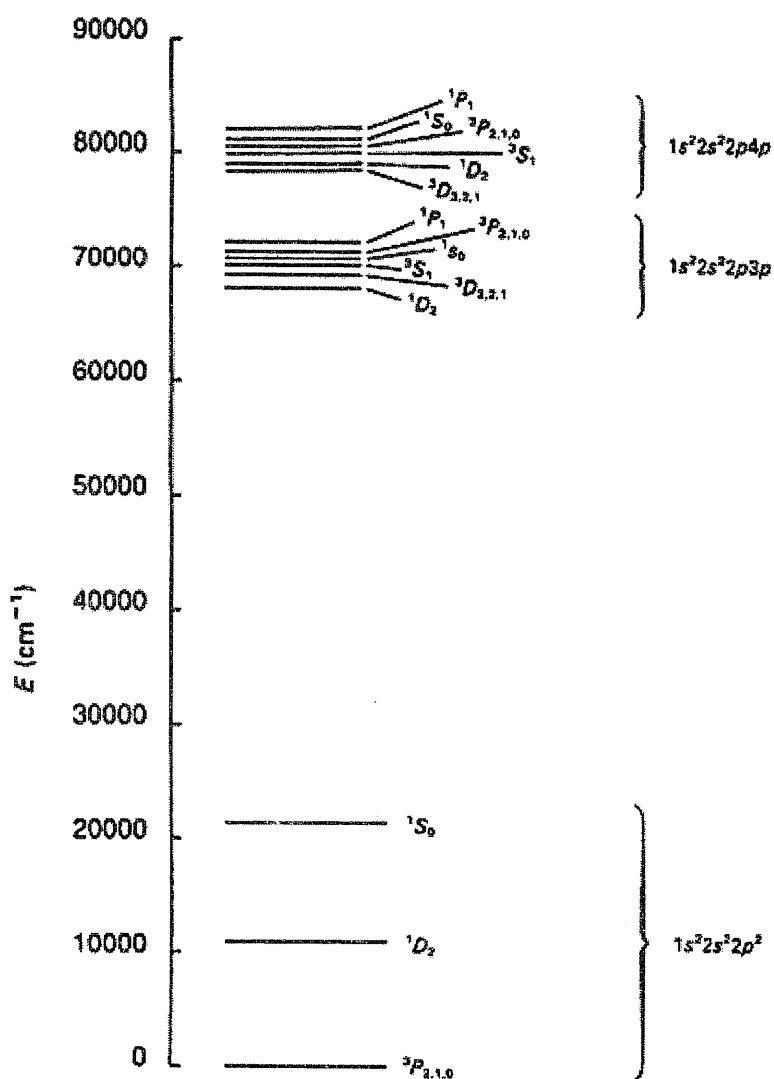 90000
¹P₁
¹S₀
³P₂,₁,₀
80000
1s²2s²2p4p
³S₁
¹D₂
³D₃,₂,₁
¹P₁
³P₂,₁,₀
¹S₀
70000
1s²2s²2p3p
³S₁
³D₃,₂,₁
¹D₂
60000
50000
40000
E (cm⁻¹)
30000
20000
¹S₀
10000
¹D₂
1s²2s²2p²
0
³P₂,₁,₀